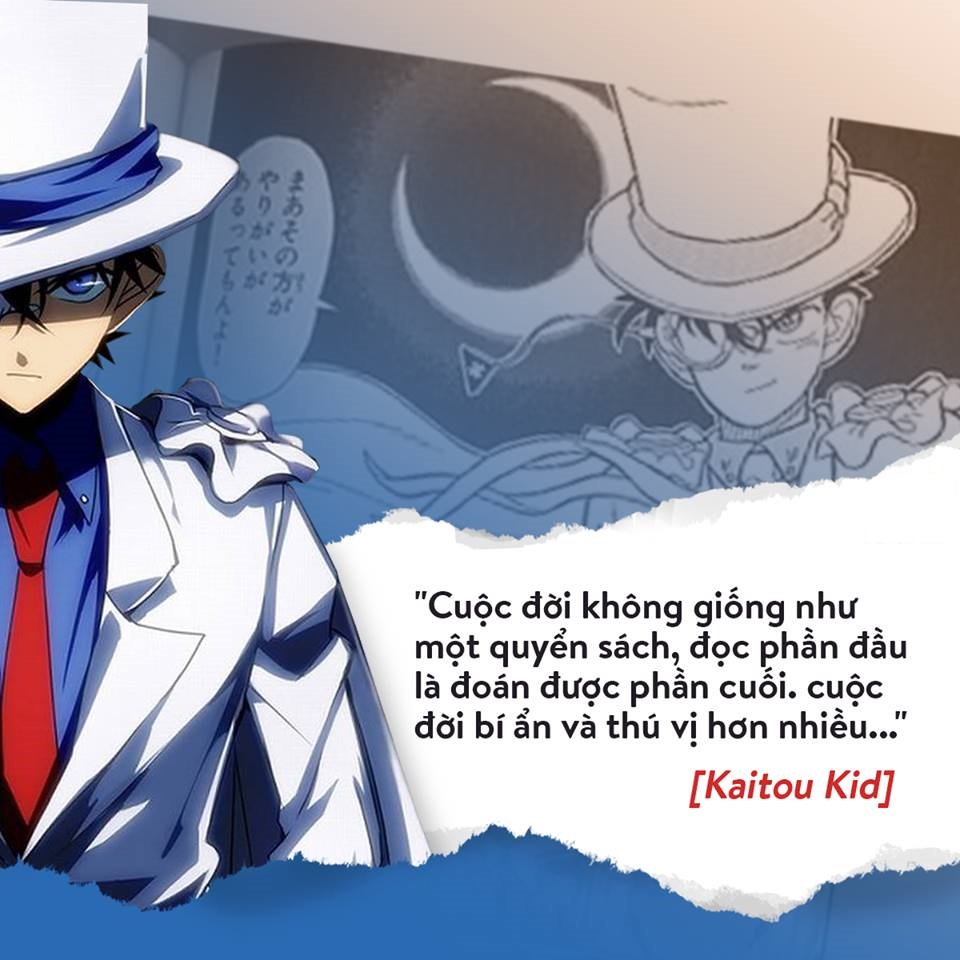 まあその方が
やりがいが
あるってもんよ!
"Cuộc đời không giống như
một quyển sách, đọc phần đầu
là đoán được phần cuối. cuộc
đời bí ẩn và thú vị hơn nhiều..."
[Kaitou Kid]